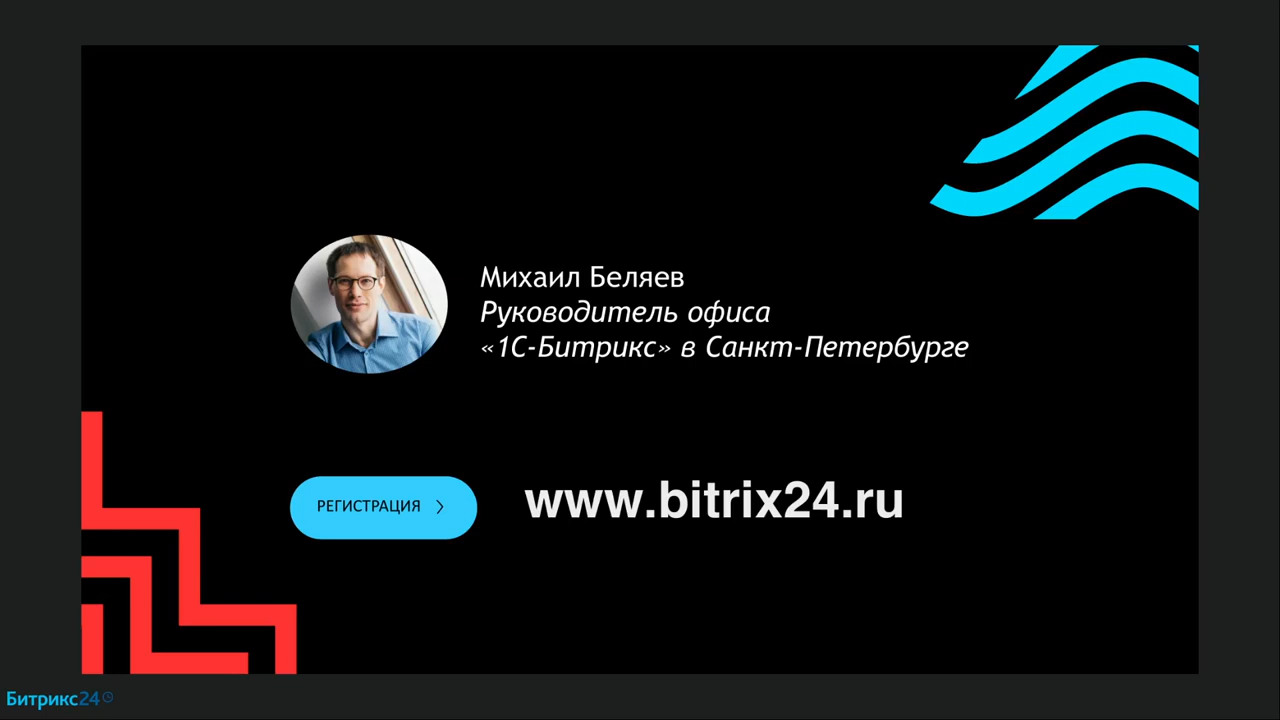 Михаил Беляев
Руководитель офиса
«1С-Битрикс» в Санкт-Петербурге
РЕГИСТРАЦИЯ
www.bitrix24.ru
Битрикс24